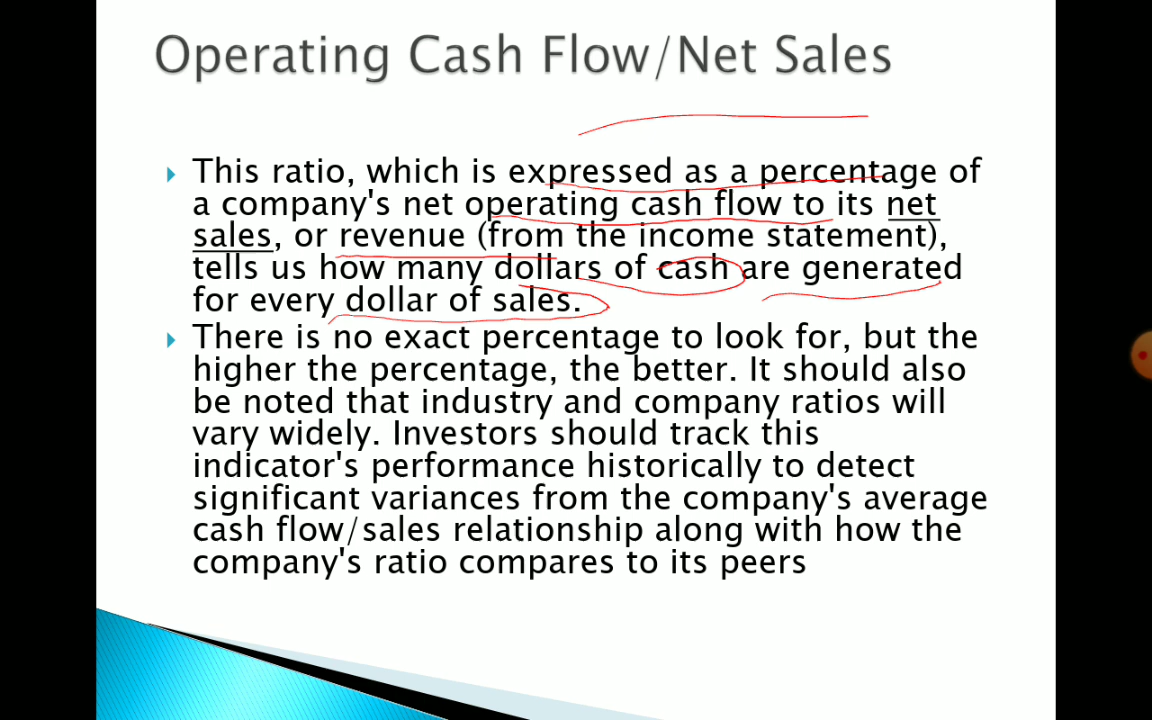 Operating Cash Flow/Net Sales
This ratio, which is expressed as a percentage of
a company's net operating cash flow to its net
sales, or revenue (from the income statement),
tells us how many dollars of cash are generated
for every dollar of sales.
There is no exact percentage to look for, but the
higher the percentage, the better. It should also
be noted that industry and company ratios will
vary widely. Investors should track this
indicator's performance historically to detect
significant variances from the company's average
cash flow/sales relationship along with how the
company's ratio compares to its peers